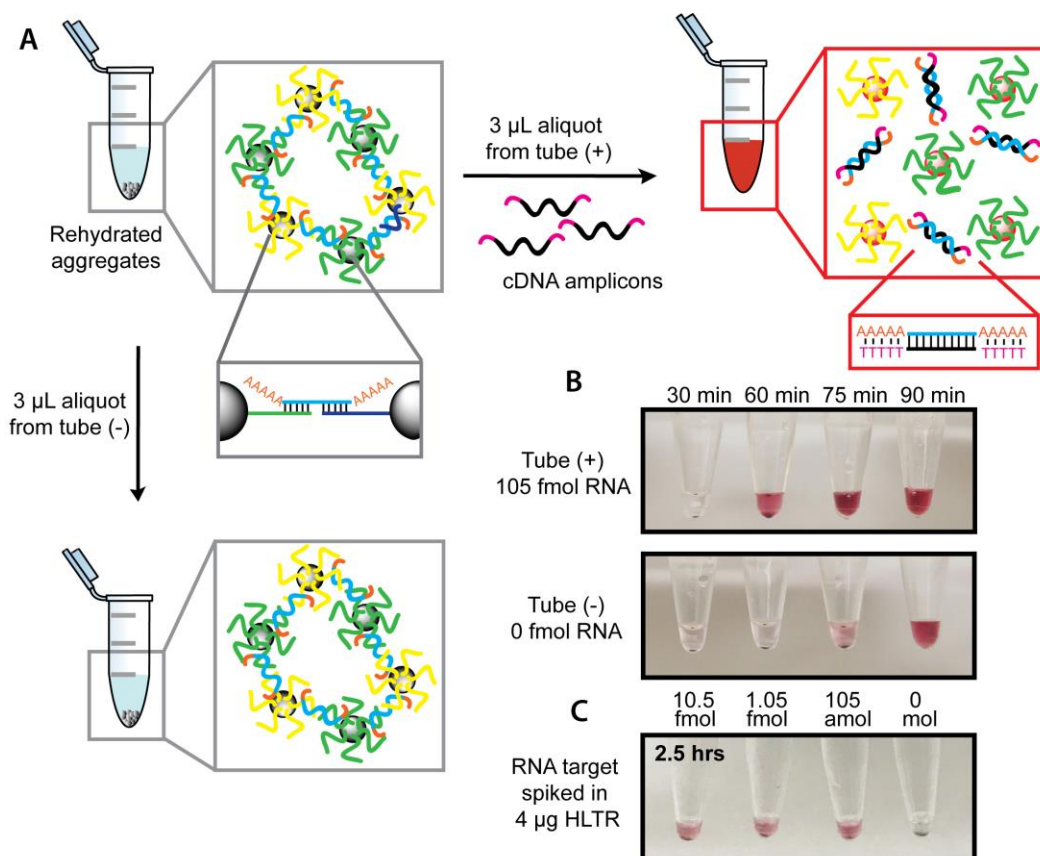 A
Rehydrated
aggregates
3 µL aliquot
from tube (+)
cDNA amplicons
AAAAA
AAAAA
AAAAA
AAAAA
TTTTT
TTTTT
3 µL aliquot
from tube (-)
B
30 min 60 min 75 min 90 min
Tube (+)
105 fmol RNA
Tube (-)
0 fmol RNA
C
10.5 1.05 105 0
fmol fmol amol mol
2.5 hrs
RNA target
spiked in
4 µg HLTR